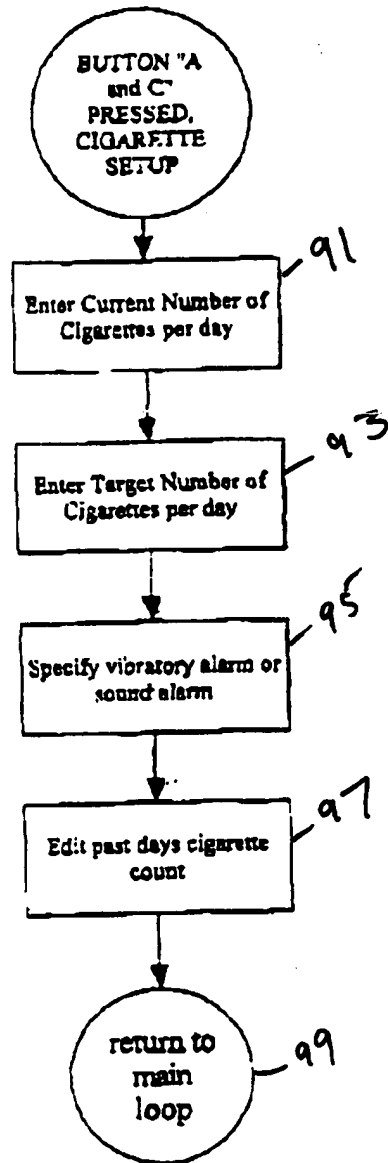 BUTTON "A
and C"
PRESSED,
CIGARETTE
SETUP
91
Enter Current Number of
Cigarettes per day
93
Enter Target Number of
Cigarettes per day
95
Specify vibratory alarm or
sound alarm
97
Edit past days cigarette
count
99
return to
main
loop